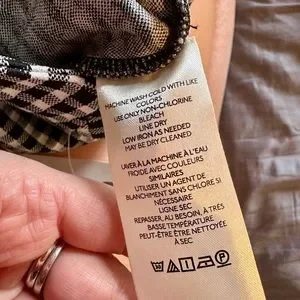 MACHINE WASH COLD WITH LIKE
COLORS
USE ONLY NON-CHLORINE
BLEACH
LINE DRY
LOW IRON AS NEEDED
MAY BE DRY CLEANED
LAVER À LA MACHINE À L'EAU
FROIDE AVEC COULEURS
SIMILAIRES
UTILISER UN AGENT DE
BLANCHIMENT SANS CHLORE SI
NÉCESSAIRE
LIGNE SEC
REPASSER, AU BESOIN, À TRÈS
BASSE TEMPÉRATURE
PEUT-ÊTRE ÊTRE NETTOYÉE
À SEC